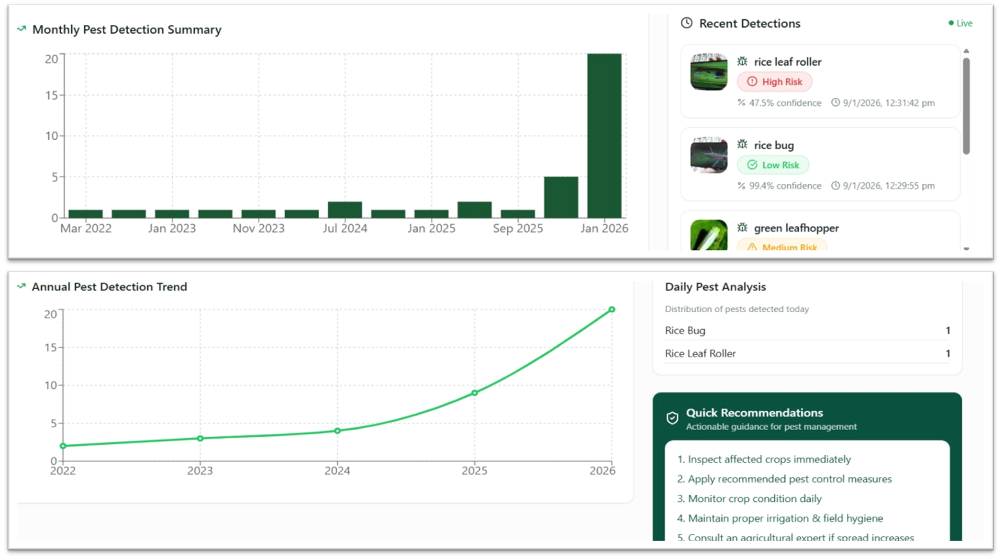 Monthly Pest Detection Summary
20
15
10
5
0
Mar 2022
Jan 2023
Nov 2023
Jul 2024
Jan 2025
Sep 2025
Jan 2026
Recent Detections
Live
rice leaf roller
High Risk
% 47.5% confidence
9/1/2026, 12:31:42 pm
rice bug
Low Risk
% 99.4% confidence
9/1/2026, 12:29:55 pm
green leafhopper
Medium Risk
Annual Pest Detection Trend
20
15
10
5
0
2022
2023
2024
2025
2026
Daily Pest Analysis
Distribution of pests detected today
Rice Bug 1
Rice Leaf Roller 1
Quick Recommendations
Actionable guidance for pest management
1. Inspect affected crops immediately
2. Apply recommended pest control measures
3. Monitor crop condition daily
4. Maintain proper irrigation & field hygiene
5. Consult an agricultural expert if spread increases